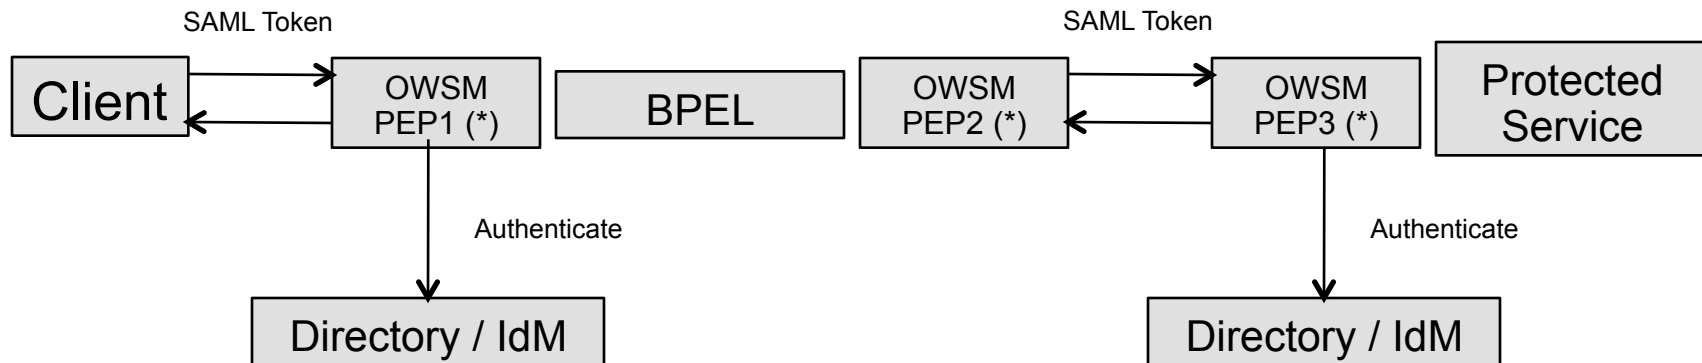 SAML Token
SAML Token
Client
OWSM
PEP1 (*)
BPEL
OWSM
PEP2 (*)
OWSM
PEP3 (*)
Protected
Service
Authenticate
Authenticate
Directory / IdM
Directory / IdM